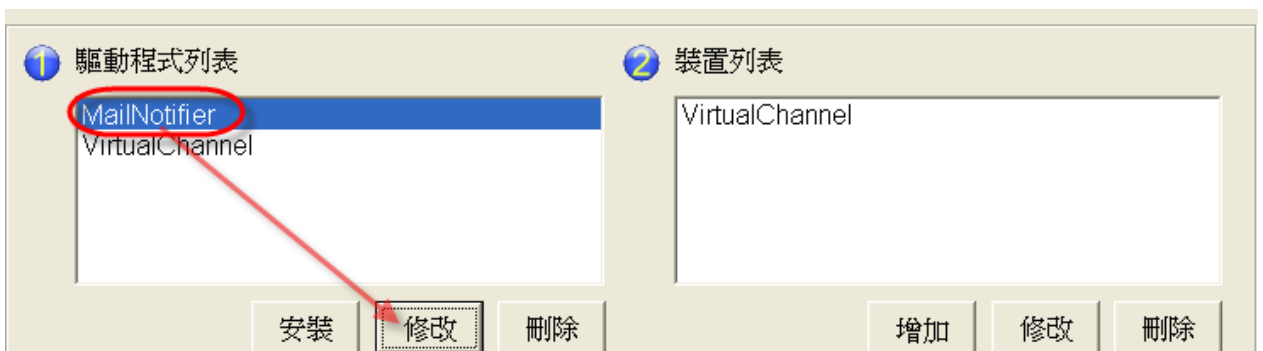 1 驅動程式列表
MailNotifier
VirtualChannel
安裝 修改 刪除
2 裝置列表
VirtualChannel
增加 修改 刪除